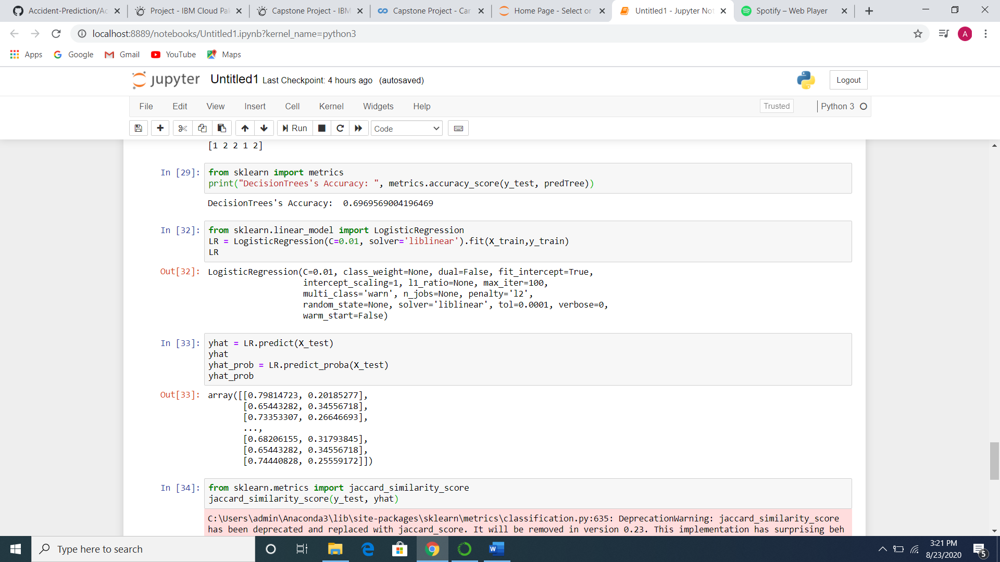 Accident-Prediction/Ac
Project - IBM Cloud Pak
Capstone Project - IBM
Capstone Project - Car
Home Page - Select or
Untitled1 - Jupyter Not
Spotify – Web Player
localhost:8889/notebooks/Untitled1.ipynb?kernel_name=python3
A
Apps
Google
Gmail
YouTube
Maps
jupyter Untitled1 Last Checkpoint: 4 hours ago (autosaved)
Logout
File Edit View Insert Cell Kernel Widgets Help
Trusted
Python 3
Run
Code
[1 2 2 1 2]
In [29]: from sklearn import metrics
print("DecisionTrees's Accuracy: ", metrics.accuracy_score(y_test, predTree))
DecisionTrees's Accuracy:  0.6969569004196469
In [32]: from sklearn.linear_model import LogisticRegression
LR = LogisticRegression(C=0.01, solver='liblinear').fit(X_train,y_train)
LR
Out[32]: LogisticRegression(C=0.01, class_weight=None, dual=False, fit_intercept=True,
intercept_scaling=1, l1_ratio=None, max_iter=100,
multi_class='warn', n_jobs=None, penalty='l2',
random_state=None, solver='liblinear', tol=0.0001, verbose=0,
warm_start=False)
In [33]: yhat = LR.predict(X_test)
yhat
yhat_prob = LR.predict_proba(X_test)
yhat_prob
Out[33]: array([[0.79814723, 0.20185277],
[0.65443282, 0.34556718],
[0.73353307, 0.26646693],
...,
[0.68206155, 0.31793845],
[0.65443282, 0.34556718],
[0.74440828, 0.25559172]])
In [34]: from sklearn.metrics import jaccard_similarity_score
jaccard_similarity_score(y_test, yhat)
C:\Users\admin\Anaconda3\lib\site-packages\sklearn\metrics\classification.py:635: DeprecationWarning: jaccard_similarity_score
has been deprecated and replaced with jaccard_score. It will be removed in version 0.23. This implementation has surprising beh
Type here to search
W
3:21 PM
8/23/2020
5